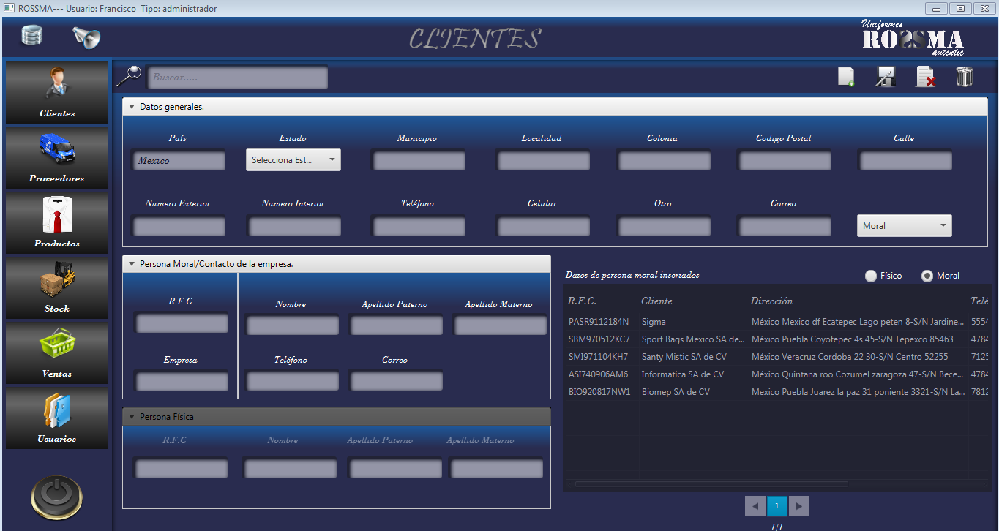 ROSSMA--- Usuario: Francisco Tipo: administrador
CLIENTES
Uniformes
ROSSMA
autentic
Clientes
Proveedores
Productos
Stock
Ventas
Usuarios
Buscar.....
Datos generales.
País Estado Municipio Localidad Colonia Codigo Postal Calle
Mexico Selecciona Est...
Numero Exterior Numero Interior Teléfono Celular Otro Correo
Moral
Persona Moral/Contacto de la empresa.
R.F.C Nombre Apellido Paterno Apellido Materno
Empresa Teléfono Correo
Persona Física
R.F.C Nombre Apellido Paterno Apellido Materno
Datos de persona moral insertados Físico Moral
R.F.C. Cliente Dirección Telé
PASR9112184N Sigma México Mexico df Ecatepec Lago peten 8-S/N Jardine... 5554
SBM970512KC7 Sport Bags Mexico SA de... México Puebla Coyotepec 4s 45-S/N Tepexco 85463 4784
SMI971104KH7 Santy Mistic SA de CV México Veracruz Cordoba 22 30-S/N Centro 52255 7125
ASI740906AM6 Informatica SA de CV México Quintana roo Cozumel zaragoza 47-S/N Bece... 4784
BIO920817NW1 Biomep SA de CV Mexico Puebla Juarez la paz 31 poniente 3321-S/N La... 7812
1
1/1